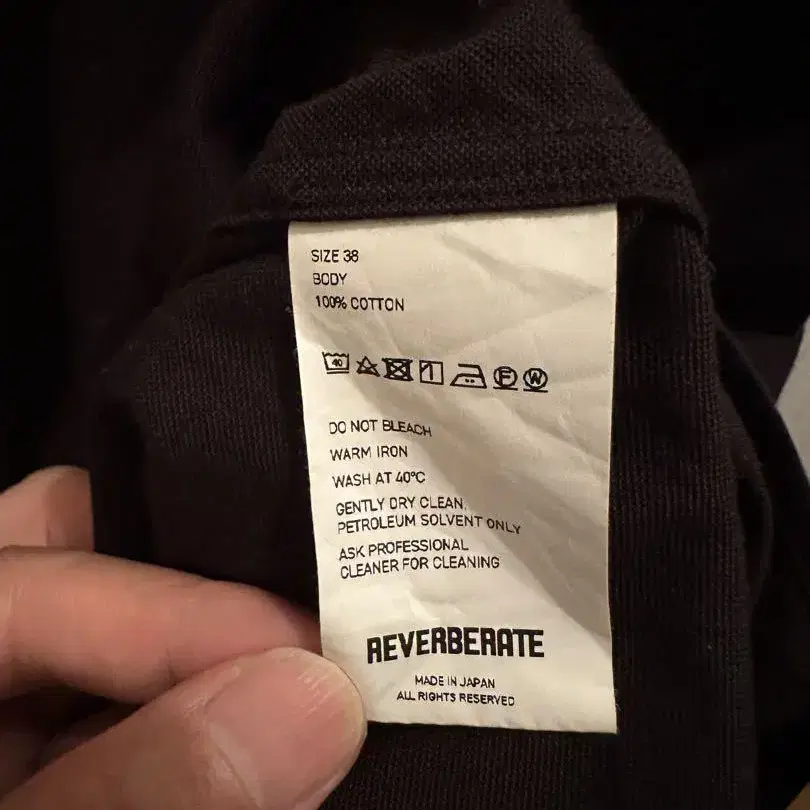 SIZE 38
BODY
100% COTTON
40 F W
DO NOT BLEACH
WARM IRON
WASH AT 40°C
GENTLY DRY CLEAN,
PETROLEUM SOLVENT ONLY
ASK PROFESSIONAL
CLEANER FOR CLEANING
REVERBERATE
MADE IN JAPAN
ALL RIGHTS RESERVED